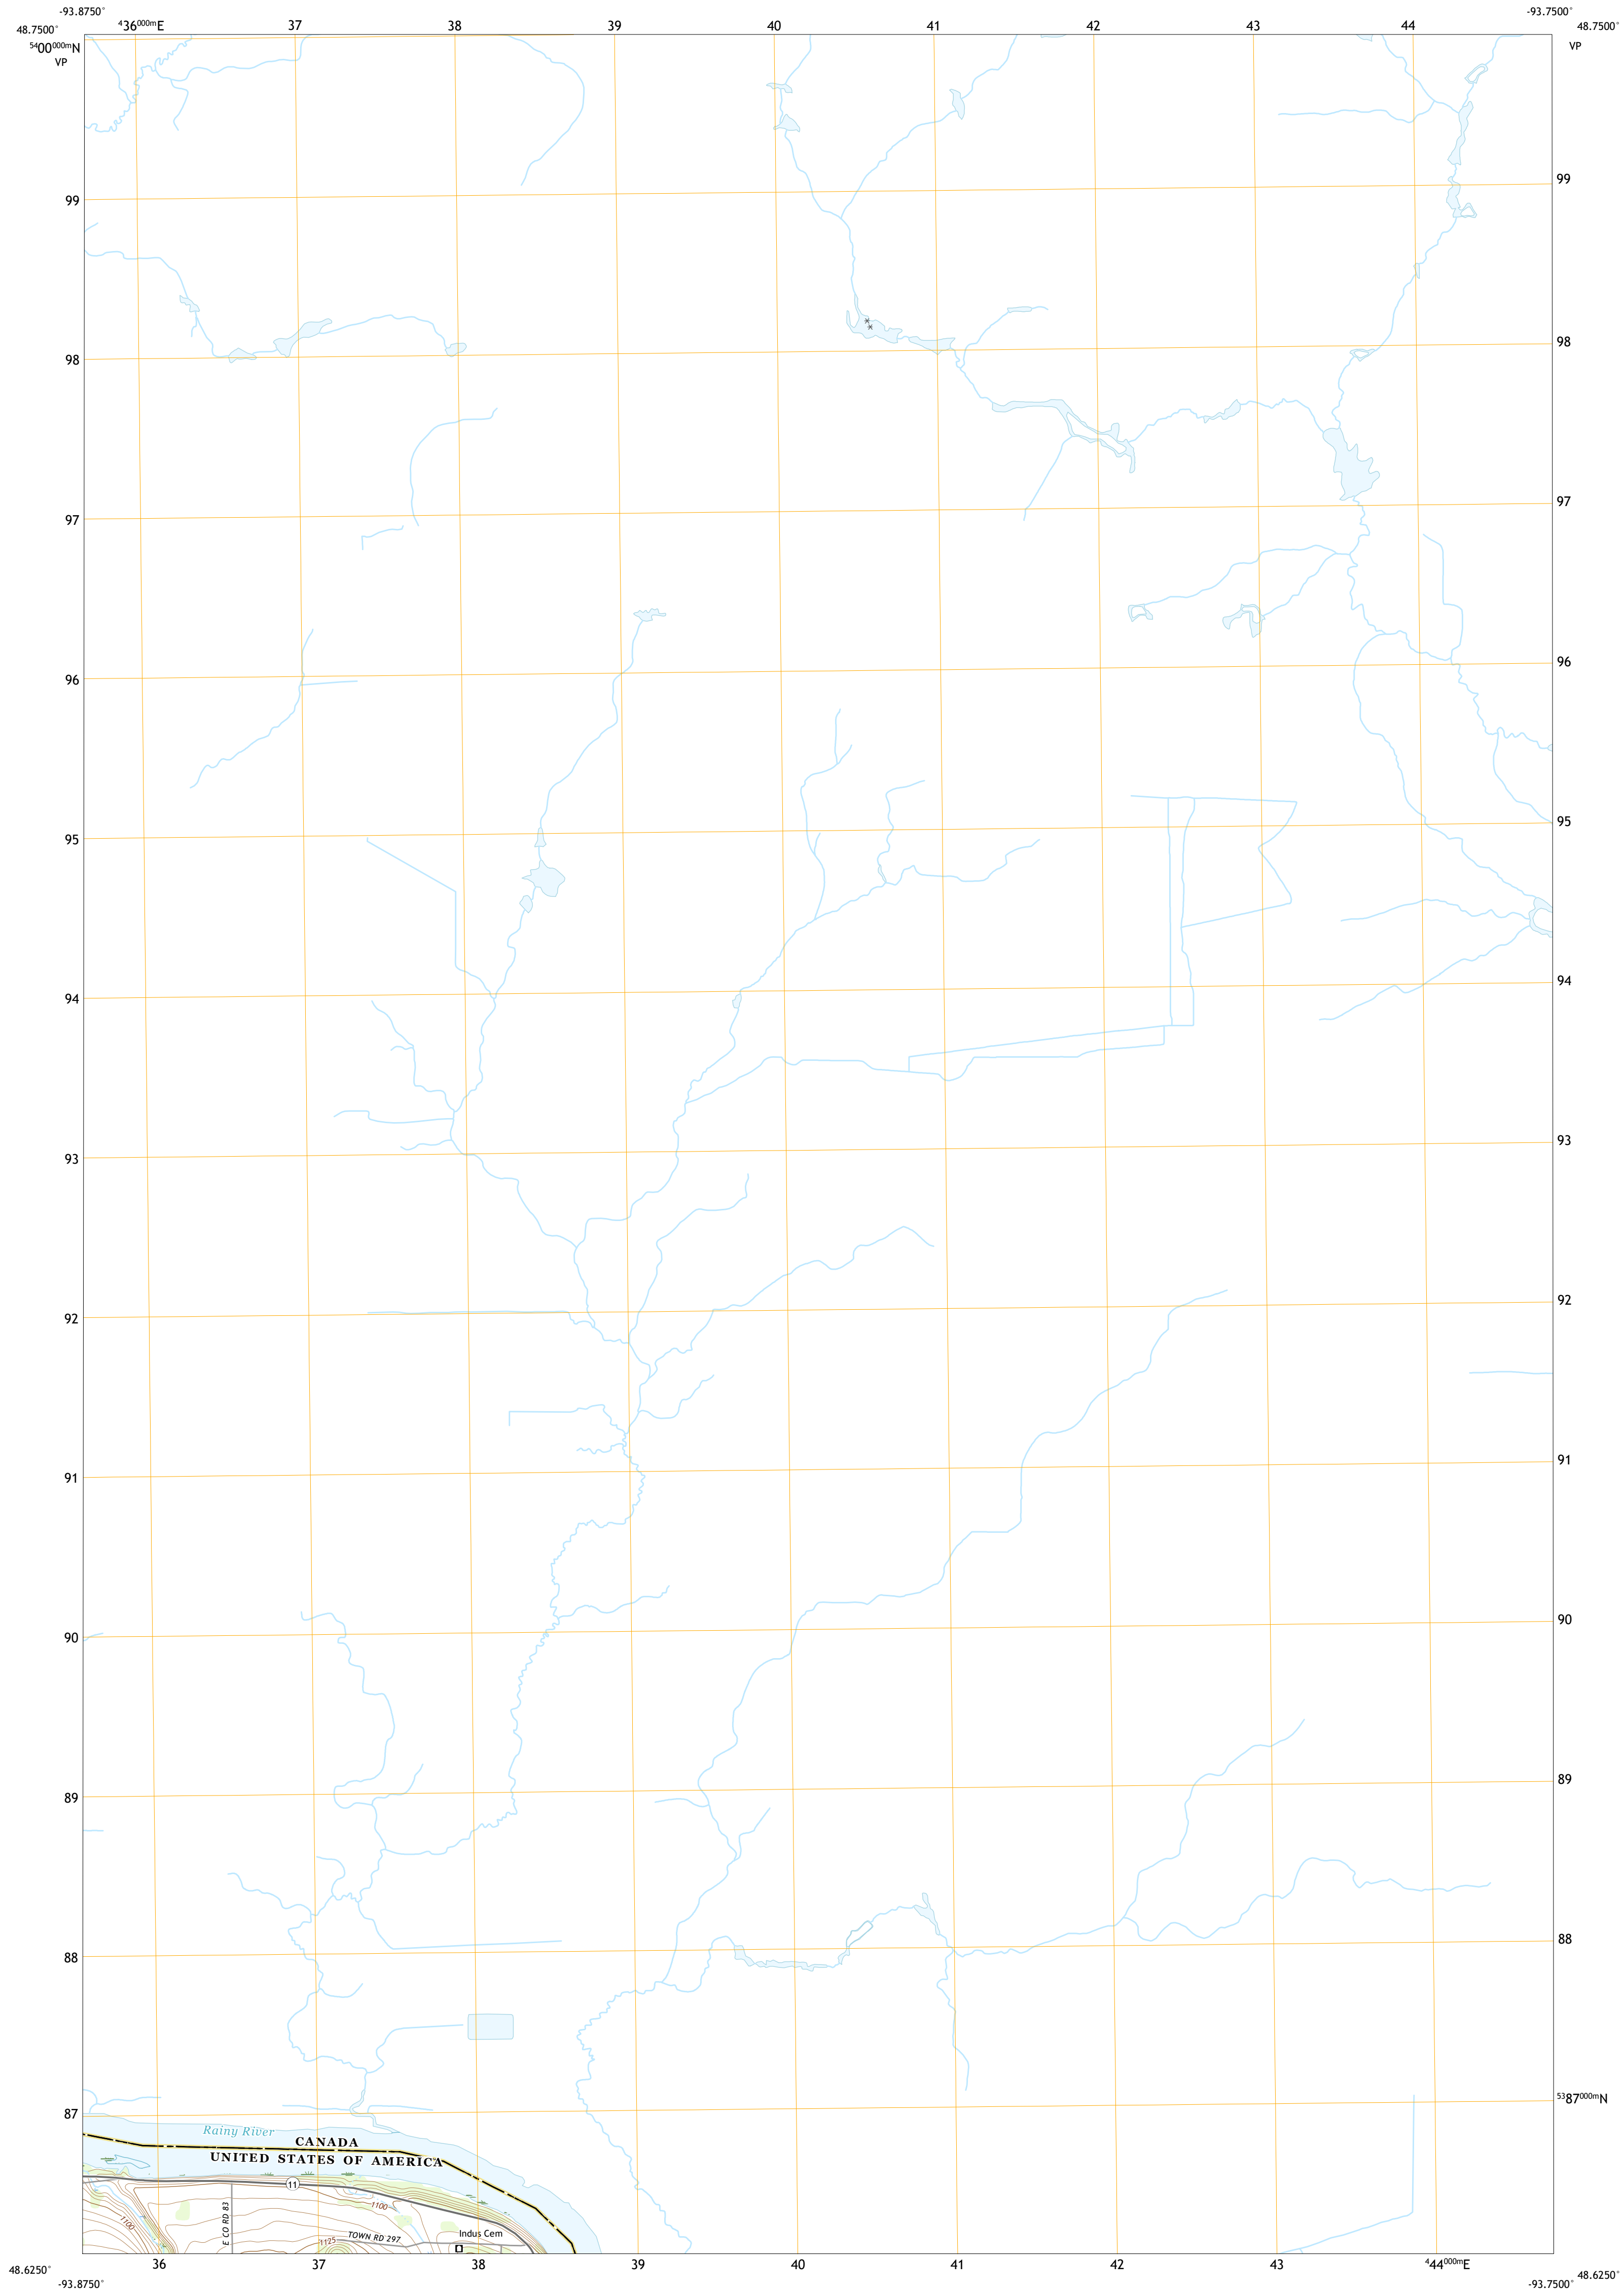 -93.8750° -93.7500°
48.7500° 436000mE 37 38 39 40 41 42 43 44 48.7500°
5400000mN
VP VP
99 99
98 98
97 97
96 96
95 95
94 94
93 93
92 92
91 91
90 90
89 89
88 88
87 5387000mN
Rainy River
CANADA
UNITED STATES OF AMERICA
11
1100
1100
E CO RD 83
TOWN RD 297
1125
Indus Cem
48.6250° 36 37 38 39 40 41 42 43 444000mE 48.6250°
-93.8750° -93.7500°